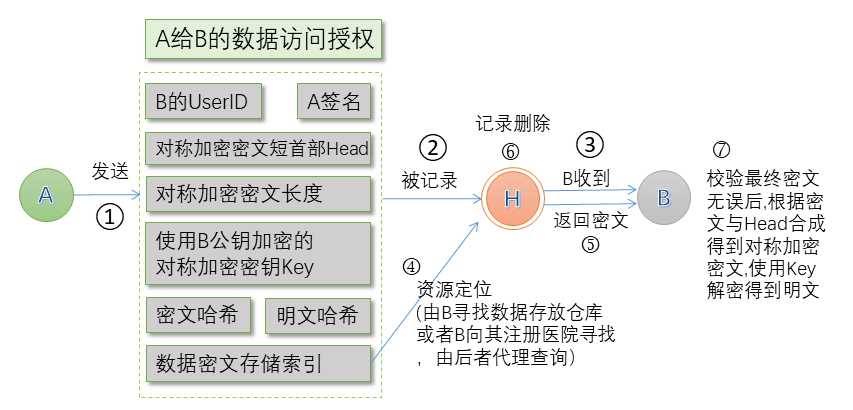 A给B的数据访问授权
B的UserID
A签名
对称加密密文短首部Head
对称加密密文长度
使用B公钥加密的
对称加密密钥Key
密文哈希
明文哈希
数据密文存储索引
A
发送
①
②
被记录
记录删除
⑥
H
③
B收到
返回密文
⑤
B
④
资源定位
(由B寻找数据存放仓库
或者B向其注册医院寻找
，由后者代理查询）
⑦
校验最终密文
无误后,根据密
文与Head合成
得到对称加密
密文,使用Key
解密得到明文